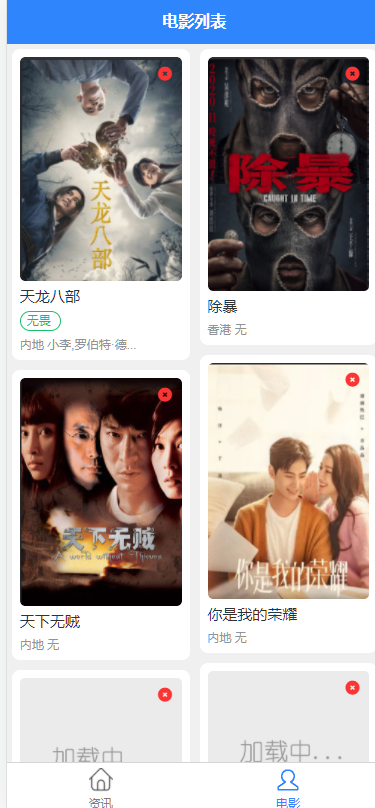 电影列表
天龙八部
天龙八部
无畏
内地 小李,罗伯特·德...
除暴
CAUGHT IN TIME
除暴
香港 无
天下无贼
A world without Thieves
天下无贼
内地 无
你是我的荣耀
你是我的荣耀
内地 无
加载中
加载中...
资讯
电影